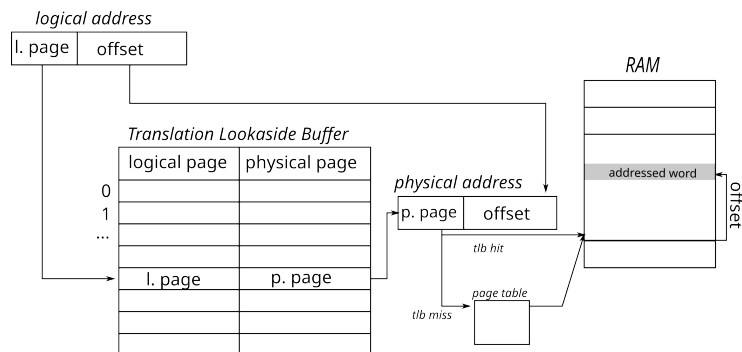 logical address
l. page offset
RAM
Translation Lookaside Buffer
logical page physical page
addressed word
physical address
0
p. page offset
offset
1
...
tlb hit
l. page p. page
page table
tlb miss